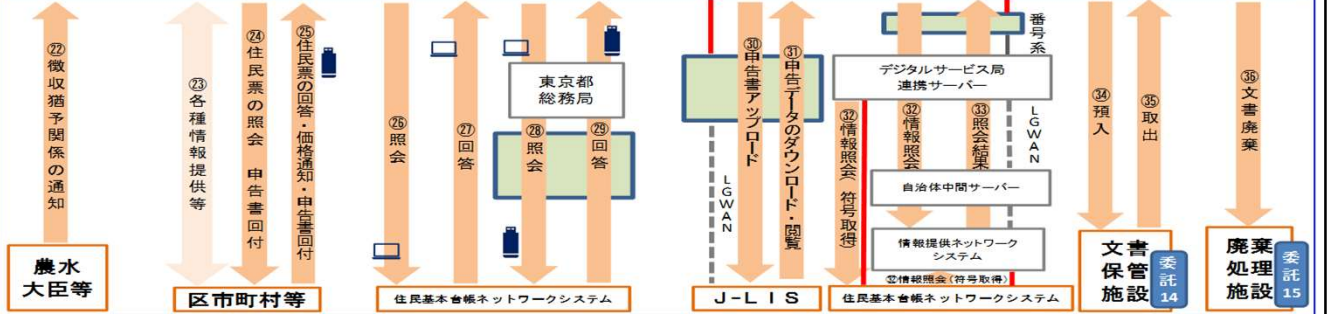 ㉒徴収猶予関係の通知
農水
大臣等
㉓各種情報提供等
㉔住民票の照会 申告書回付
㉕住民票の回答・価格通知・申告書回付
区市町村等
㉖照会
㉗回答
㉘照会
㉙回答
東京都
総務局
住民基本台帳ネットワークシステム
LGWAN
㉚申告書アップロード
㉛申告データのダウンロード・閲覧
J-LIS
番号系
デジタルサービス局
連携サーバー
㉜情報照会(符号取得)
㉜情報照会
㉝照会結果
LGWAN
自治体中間サーバー
情報提供ネットワーク
システム
㉜情報照会(符号取得)
住民基本台帳ネットワークシステム
㉞預入
㉟取出
文書
保管
施設
委託14
㊱文書廃棄
廃棄
処理
施設
委託15